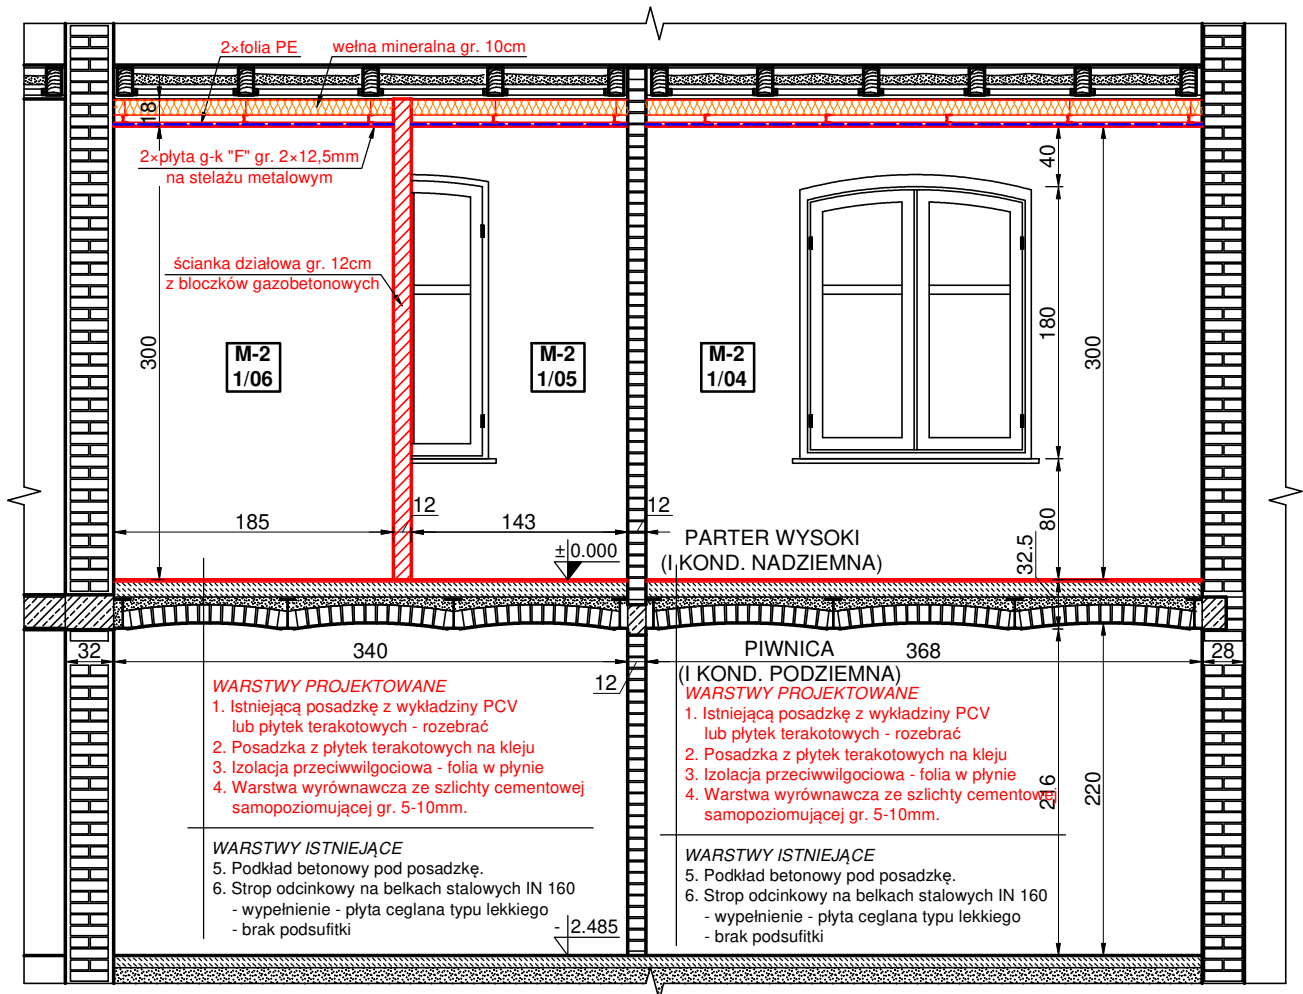 2×folia PE
wełna mineralna gr. 10cm
18
2×płyta g-k "F" gr. 2×12,5mm
na stelażu metalowym
40
ścianka działowa gr. 12cm
z bloczków gazobetonowych
300
180
300
M-2
1/06
M-2
1/05
M-2
1/04
12
12
185
143
80
±0.000
32.5
PARTER WYSOKI
(I KOND. NADZIEMNA)
32
340
12
PIWNICA
368
28
(I KOND. PODZIEMNA)
WARSTWY PROJEKTOWANE
1. Istniejącą posadzkę z wykładziny PCV
lub płytek terakotowych - rozebrać
2. Posadzka z płytek terakotowych na kleju
3. Izolacja przeciwwilgociowa - folia w płynie
4. Warstwa wyrównawcza ze szlichty cementowej
samopoziomującej gr. 5-10mm.
WARSTWY ISTNIEJĄCE
5. Podkład betonowy pod posadzkę.
6. Strop odcinkowy na belkach stalowych IN 160
- wypełnienie - płyta ceglana typu lekkiego
- brak podsufitki
WARSTWY PROJEKTOWANE
1. Istniejącą posadzkę z wykładziny PCV
lub płytek terakotowych - rozebrać
2. Posadzka z płytek terakotowych na kleju
3. Izolacja przeciwwilgociowa - folia w płynie
4. Warstwa wyrównawcza ze szlichty cementowej
samopoziomującej gr. 5-10mm.
216
220
WARSTWY ISTNIEJĄCE
5. Podkład betonowy pod posadzkę.
6. Strop odcinkowy na belkach stalowych IN 160
- wypełnienie - płyta ceglana typu lekkiego
- brak podsufitki
- 2.485